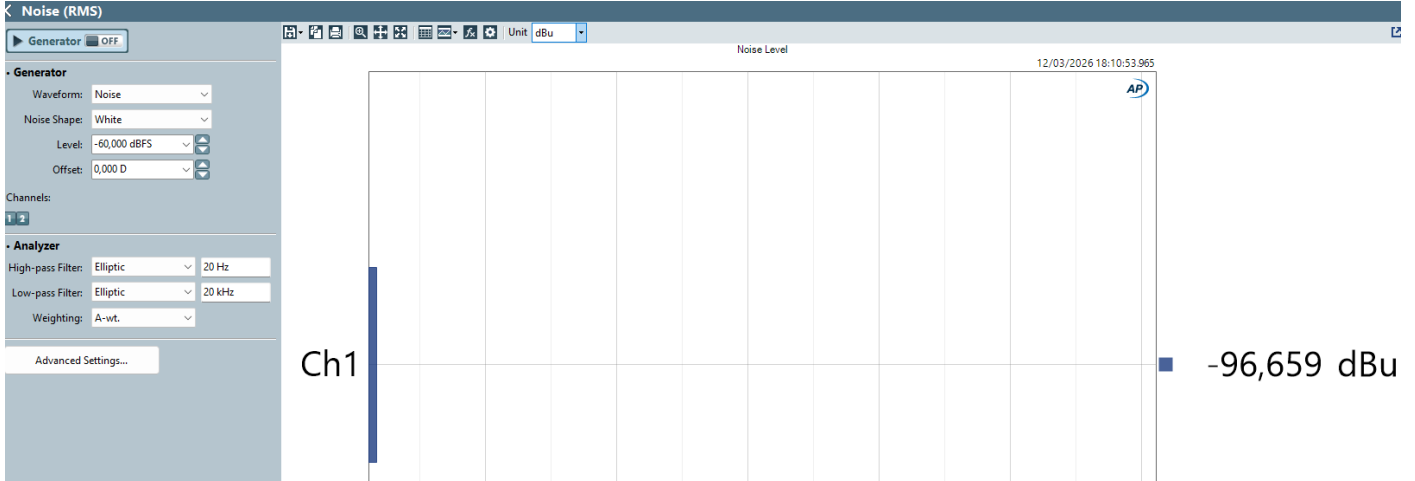 Noise (RMS)
Generator OFF
Unit dBu
Noise Level
12/03/2026 18:10:53.965
AP
Generator
Waveform: Noise
Noise Shape: White
Level: -60,000 dBFS
Offset: 0,000 D
Channels:
1 2
Analyzer
High-pass Filter: Elliptic 20 Hz
Low-pass Filter: Elliptic 20 kHz
Weighting: A-wt.
Advanced Settings...
Ch1
-96,659 dBu